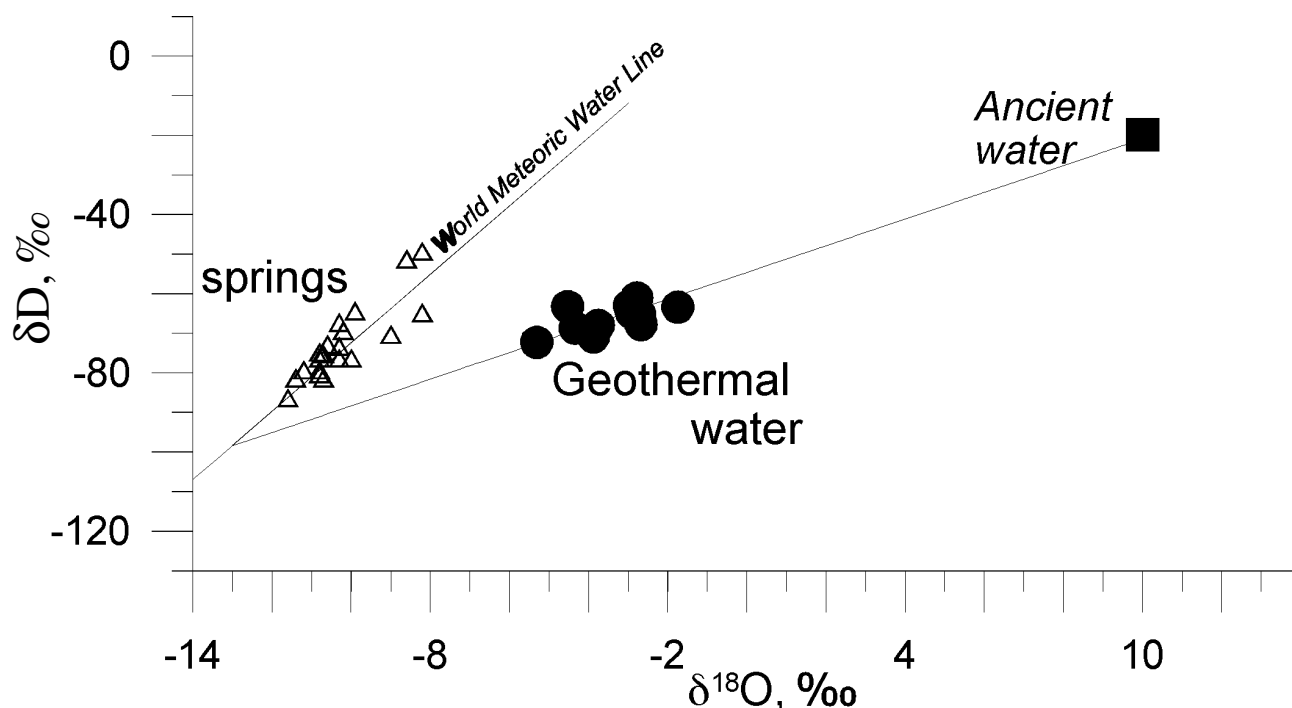 0
-40
-80
-120
δD, ‰
springs
World Meteoric Water Line
Ancient
water
Geothermal
water
-14
-8
-2
4
10
δ¹⁸O, ‰